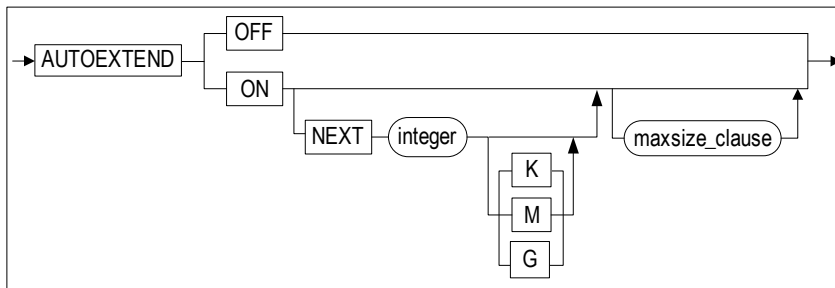 OFF
AUTOEXTEND
ON
NEXT integer
maxsize_clause
K
M
G